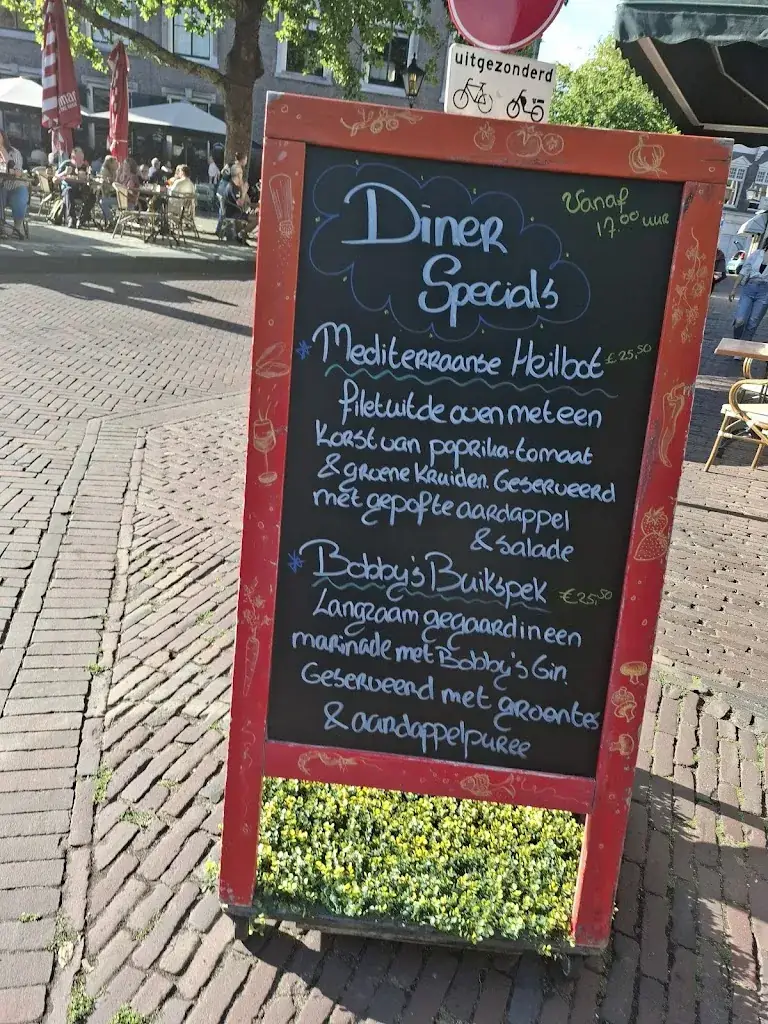 uitgezonderd
Vanaf
17.00 uur
Diner
Specials
* Mediterraanse Heilbot €25,50
filet uit de oven met een
korst van paprika-tomaat
& groene kruiden. Geserveerd
met gepofte aardappel
& salade
* Bobby's Buikspek €25,50
Langzaam gegaard in een
marinade met Bobby's Gin.
Geserveerd met groentes
& aardappelpuree